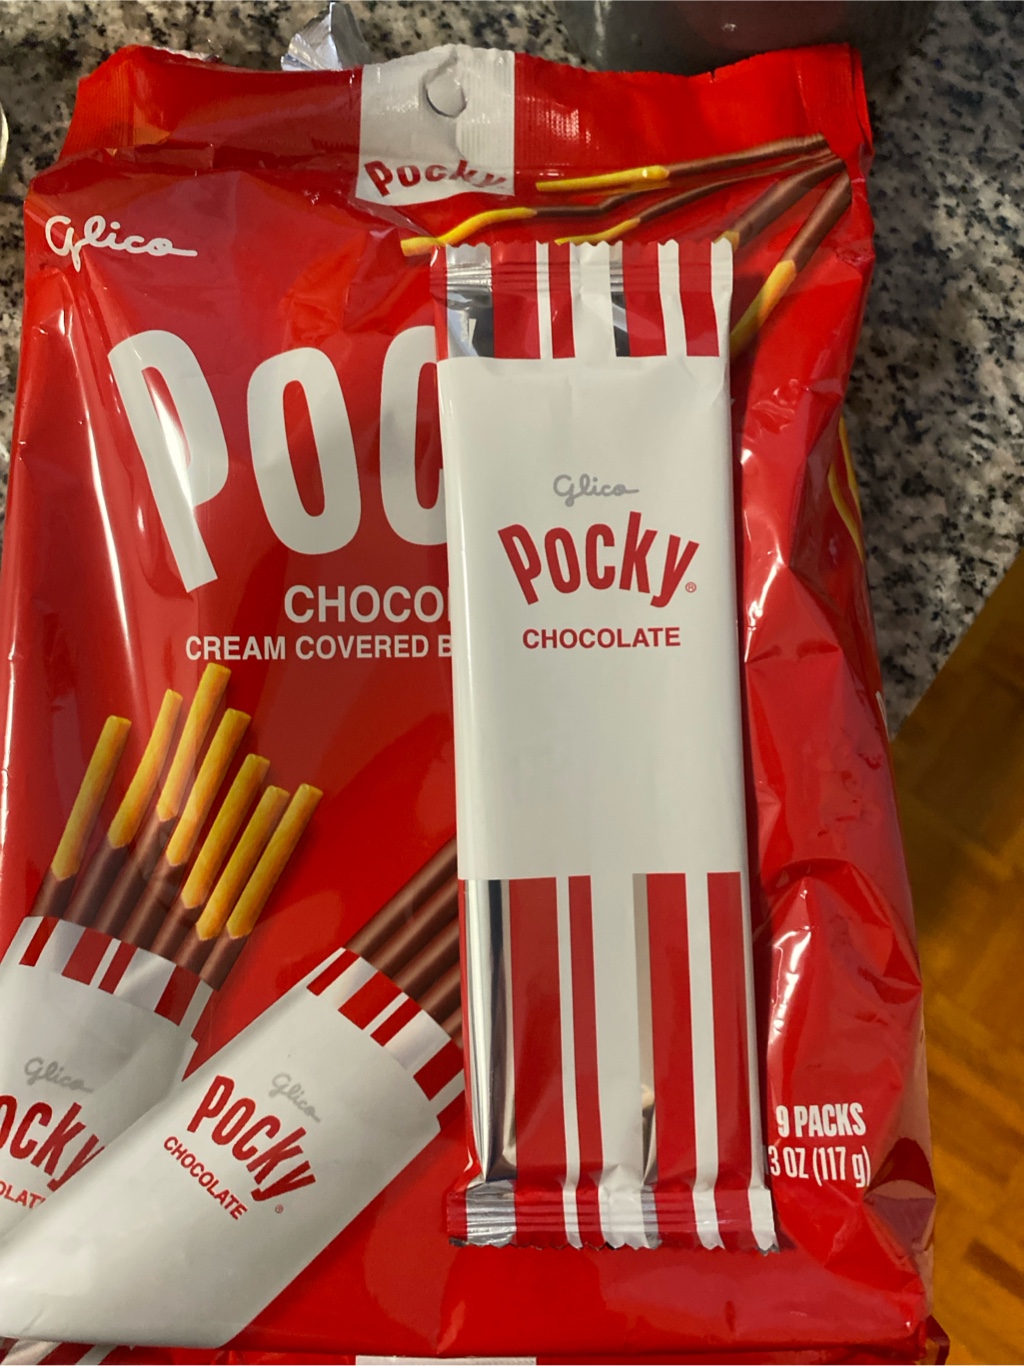 Pocky
Glico
POC
CHOCO
CREAM COVERED B
Glico
Pocky®
CHOCOLATE
Glico
ocky
OLAT
Glico
Pocky®
CHOCOLATE
9 PACKS
3 OZ (117 g)